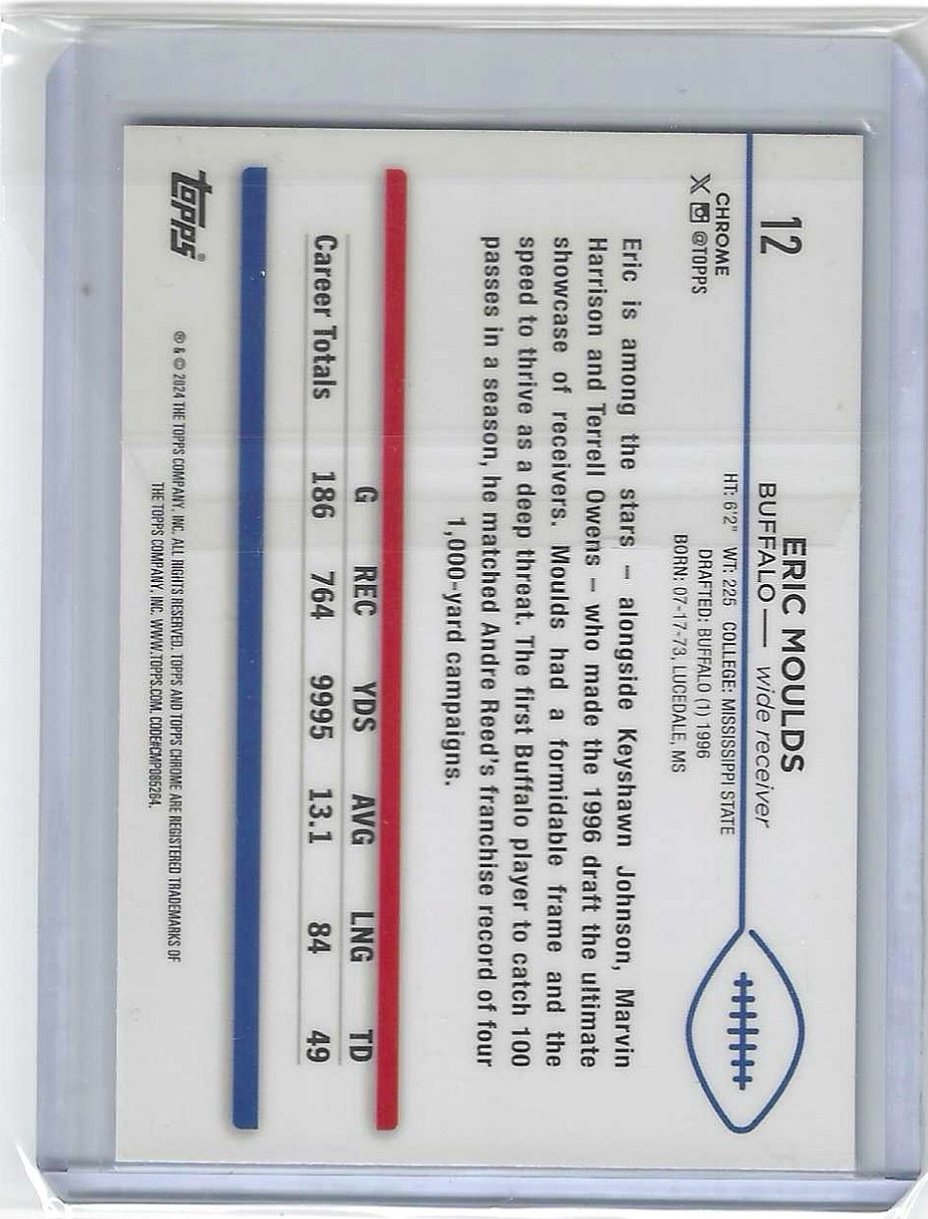 12
CHROME
X @TOPPS
ERIC MOULDS
BUFFALO— wide receiver
HT: 6'2" WT: 225 COLLEGE: MISSISSIPPI STATE
DRAFTED: BUFFALO (1) 1996
BORN: 07-17-73, LUCEDALE, MS
Eric is among the stars – alongside Keyshawn Johnson, Marvin
Harrison and Terrell Owens – who made the 1996 draft the ultimate
showcase of receivers. Moulds had a formidable frame and the
speed to thrive as a deep threat. The first Buffalo player to catch 100
passes in a season, he matched Andre Reed's franchise record of four
1,000-yard campaigns.
G REC YDS AVG LNG TD
Career Totals 186 764 9995 13.1 84 49
topps®
® & © 2024 THE TOPPS COMPANY, INC. ALL RIGHTS RESERVED. TOPPS AND TOPPS CHROME ARE REGISTERED TRADEMARKS OF
THE TOPPS COMPANY, INC. WWW.TOPPS.COM. CODE#CMP085264.